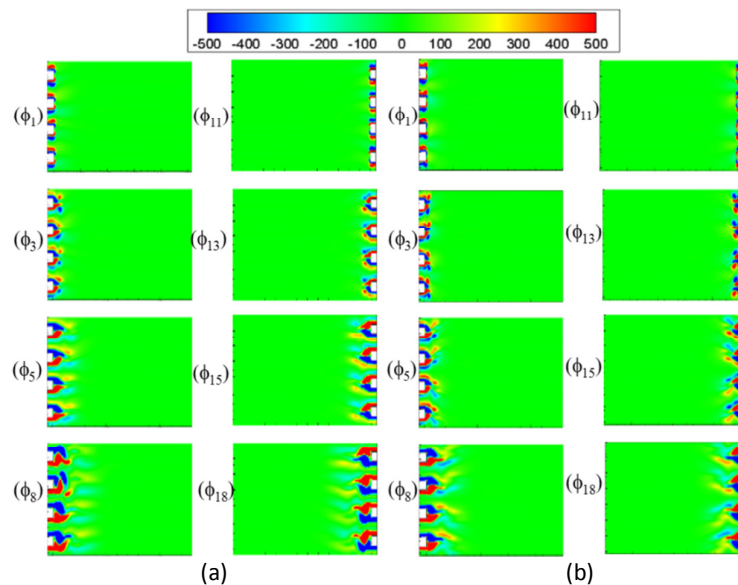 -500 -400 -300 -200 -100 0 100 200 300 400 500
(ϕ₁) (ϕ₁₁) (ϕ₁) (ϕ₁₁)
(ϕ₃) (ϕ₁₃) (ϕ₃) (ϕ₁₃)
(ϕ₅) (ϕ₁₅) (ϕ₅) (ϕ₁₅)
(ϕ₈) (ϕ₁₈) (ϕ₈) (ϕ₁₈)
(a) (b)